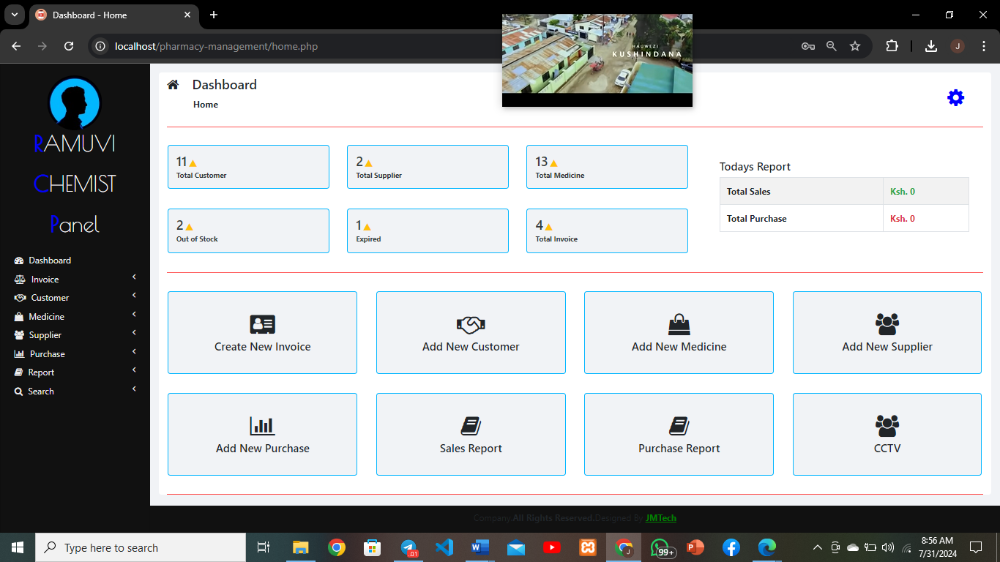 Dashboard - Home
localhost/pharmacy-management/home.php
J
HAUWEZI
KUSHINDANA
RAMUVI
CHEMIST
Panel
Dashboard
Invoice
Customer
Medicine
Supplier
Purchase
Report
Search
Dashboard
Home
11
Total Customer
2
Total Supplier
13
Total Medicine
2
Out of Stock
1
Expired
4
Total Invoice
Todays Report
Total Sales Ksh. 0
Total Purchase Ksh. 0
Create New Invoice
Add New Customer
Add New Medicine
Add New Supplier
Add New Purchase
Sales Report
Purchase Report
CCTV
Company.All Rights Reserved.Designed By JMTech
Type here to search
.01
J
99+
8:56 AM
7/31/2024